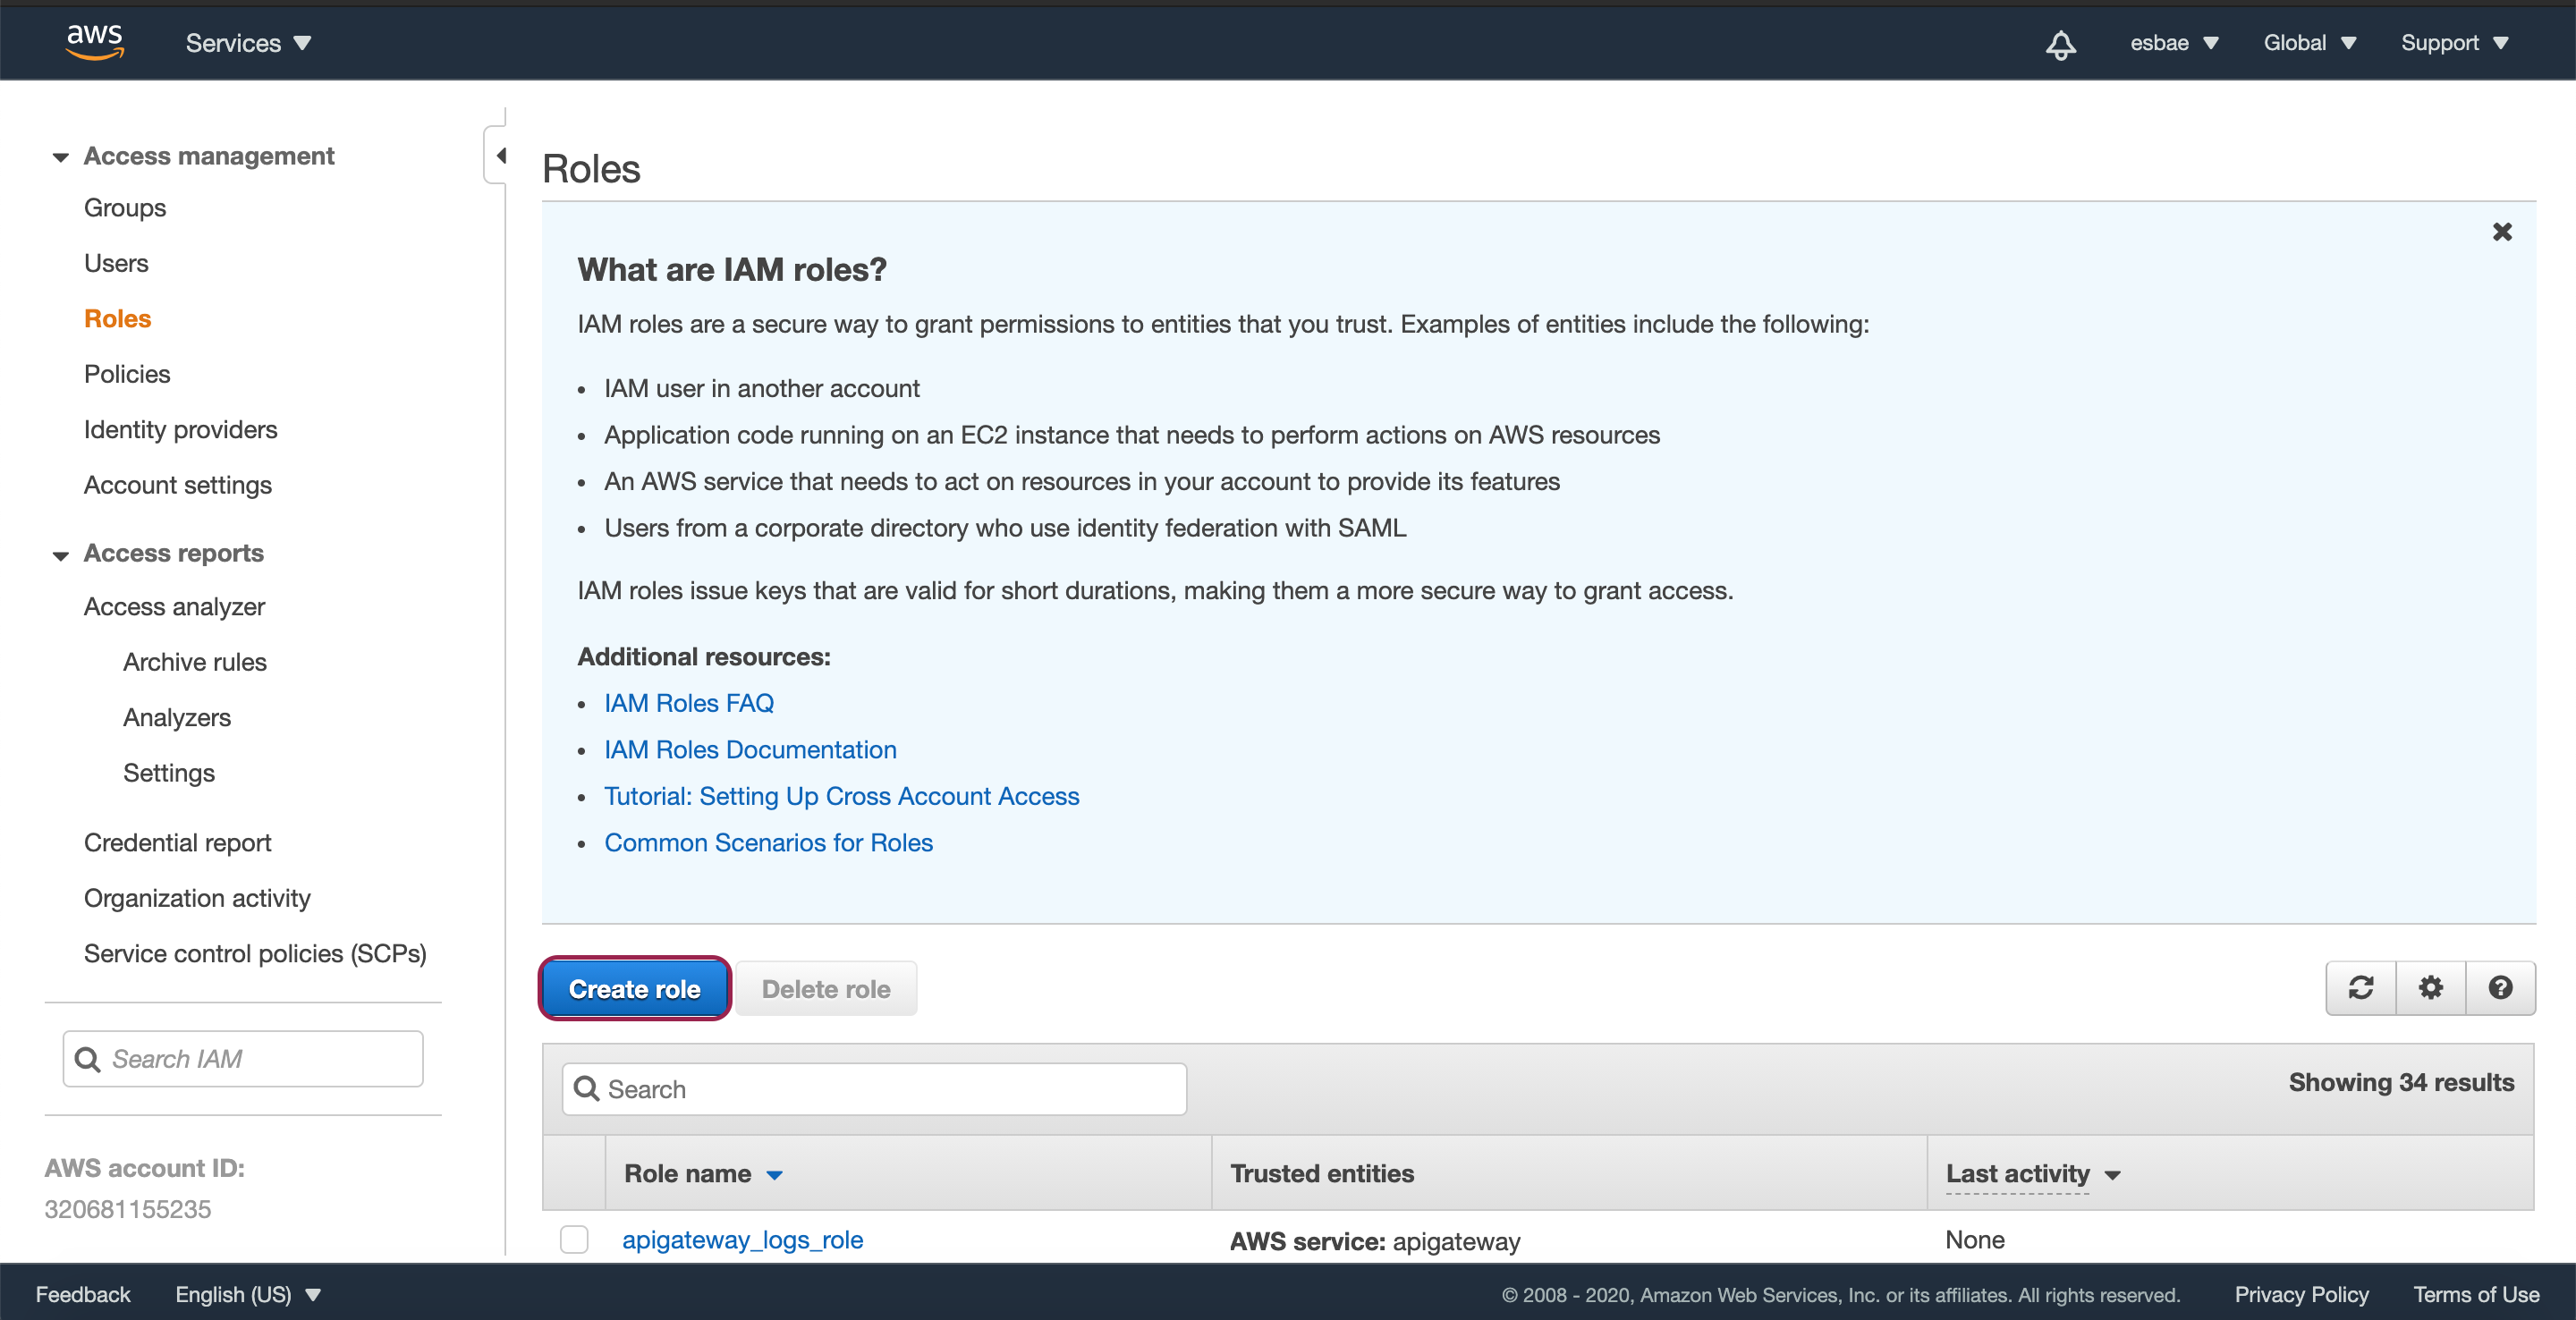 aws
Services
esbae
Global
Support
Access management
Groups
Users
Roles
Policies
Identity providers
Account settings
Access reports
Access analyzer
Archive rules
Analyzers
Settings
Credential report
Organization activity
Service control policies (SCPs)
Search IAM
AWS account ID:
320681155235
Roles
What are IAM roles?
IAM roles are a secure way to grant permissions to entities that you trust. Examples of entities include the following:
• IAM user in another account
• Application code running on an EC2 instance that needs to perform actions on AWS resources
• An AWS service that needs to act on resources in your account to provide its features
• Users from a corporate directory who use identity federation with SAML
IAM roles issue keys that are valid for short durations, making them a more secure way to grant access.
Additional resources:
• IAM Roles FAQ
• IAM Roles Documentation
• Tutorial: Setting Up Cross Account Access
• Common Scenarios for Roles
Create role
Delete role
Search
Showing 34 results
Role name
Trusted entities
Last activity
apigateway_logs_role
AWS service: apigateway
None
Feedback
English (US)
© 2008 - 2020, Amazon Web Services, Inc. or its affiliates. All rights reserved.
Privacy Policy
Terms of Use